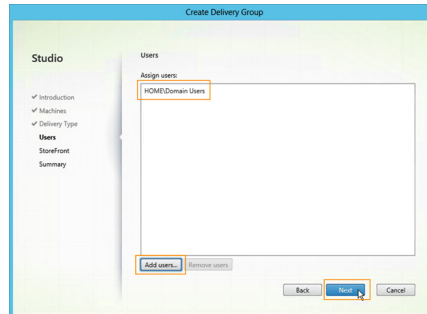 Create Delivery Group
Studio
Users
Assign users:
HOME\Domain Users
✔ Introduction
✔ Machines
✔ Delivery Type
Users
StoreFront
Summary
Add users...
Remove users
Back
Next
Cancel